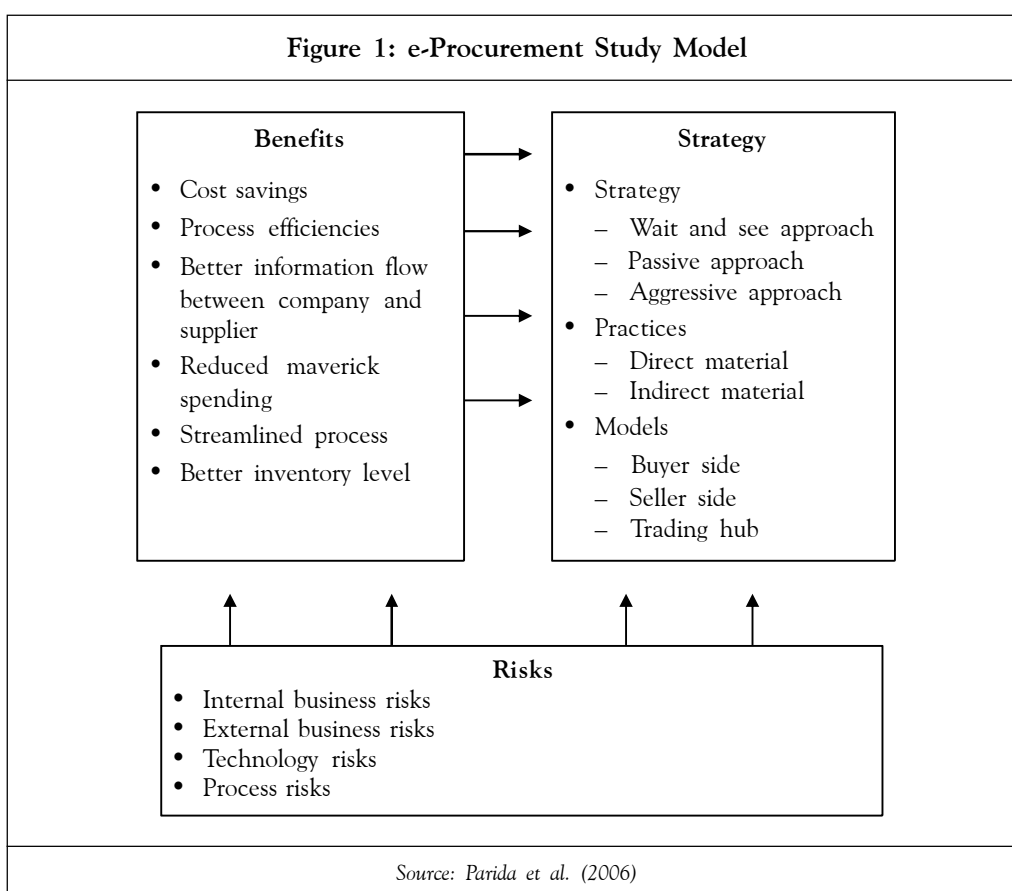 Figure 1: e-Procurement Study Model
Benefits
• Cost savings
• Process efficiencies
• Better information flow
between company and
supplier
• Reduced maverick
spending
• Streamlined process
• Better inventory level
Strategy
• Strategy
– Wait and see approach
– Passive approach
– Aggressive approach
• Practices
– Direct material
– Indirect material
• Models
– Buyer side
– Seller side
– Trading hub
Risks
• Internal business risks
• External business risks
• Technology risks
• Process risks
Source: Parida et al. (2006)